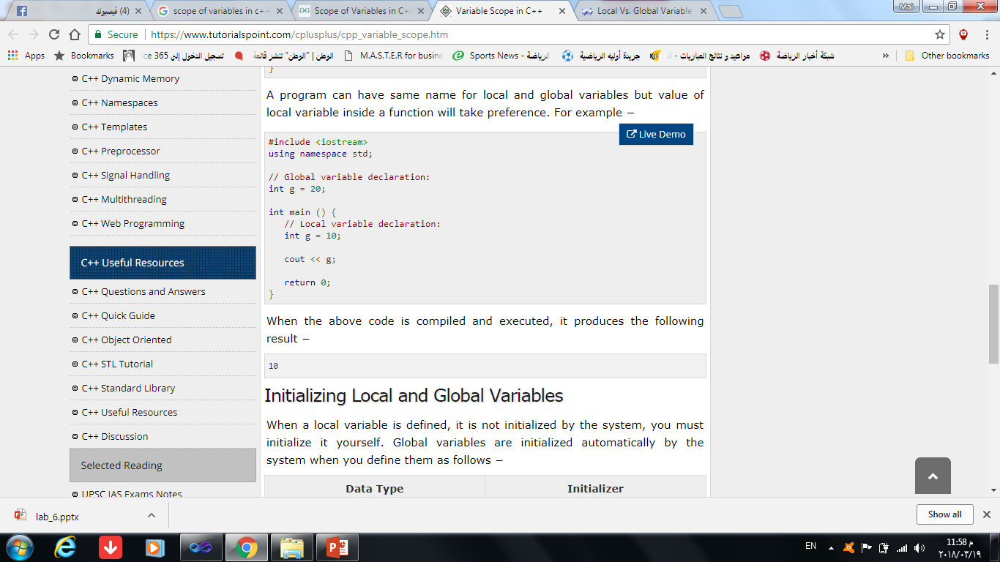 (4) فيسبوك
scope of variables in c++
Scope of Variables in C+
Variable Scope in C++
Local Vs. Global Variable
Mai
Secure
https://www.tutorialspoint.com/cplusplus/cpp_variable_scope.htm
Apps
Bookmarks
تسجيل الدخول إلى 365 ce
الوطن | "الوطن" تنشر قائمة
M.A.S.T.E.R for busine
Sports News - الرياضة
جريدة أوليه الرياضية
مواعيد و نتائج المباريات -
شبكة أخبار الرياضة
»
Other bookmarks
C++ Dynamic Memory
C++ Namespaces
C++ Templates
C++ Preprocessor
C++ Signal Handling
C++ Multithreading
C++ Web Programming
C++ Useful Resources
C++ Questions and Answers
C++ Quick Guide
C++ Object Oriented
C++ STL Tutorial
C++ Standard Library
C++ Useful Resources
C++ Discussion
Selected Reading
UPSC IAS Exams Notes
}
A program can have same name for local and global variables but value of
local variable inside a function will take preference. For example −
Live Demo
#include <iostream>
using namespace std;
// Global variable declaration:
int g = 20;
int main () {
// Local variable declaration:
int g = 10;
cout << g;
return 0;
}
When the above code is compiled and executed, it produces the following
result −
10
Initializing Local and Global Variables
When a local variable is defined, it is not initialized by the system, you must
initialize it yourself. Global variables are initialized automatically by the
system when you define them as follows −
Data Type
Initializer
lab_6.pptx
Show all
EN
11:58 م
٢٠١٨/٠٣/١٩